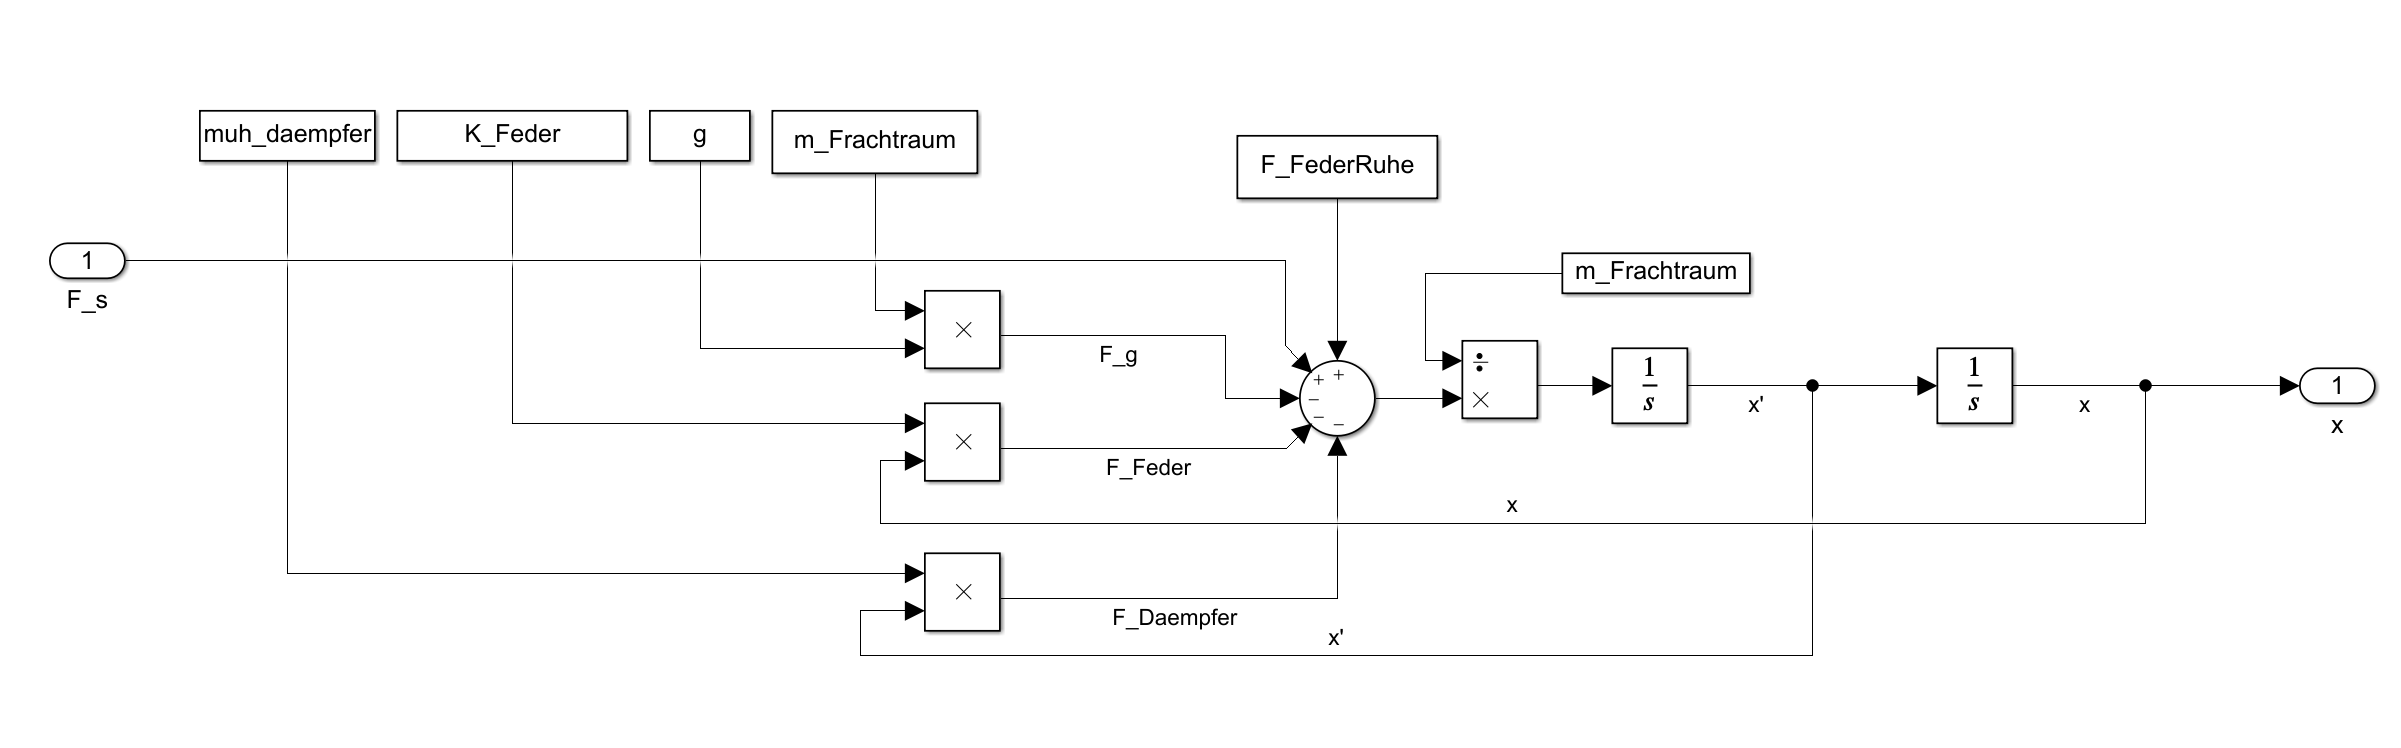 muh_daempfer
K_Feder
g
m_Frachtraum
F_FederRuhe
1
F_s
m_Frachtraum
×
F_g
+
+
−
−
−
÷
×
1
s
x'
1
s
x
1
x
×
F_Feder
x
×
F_Daempfer
x'